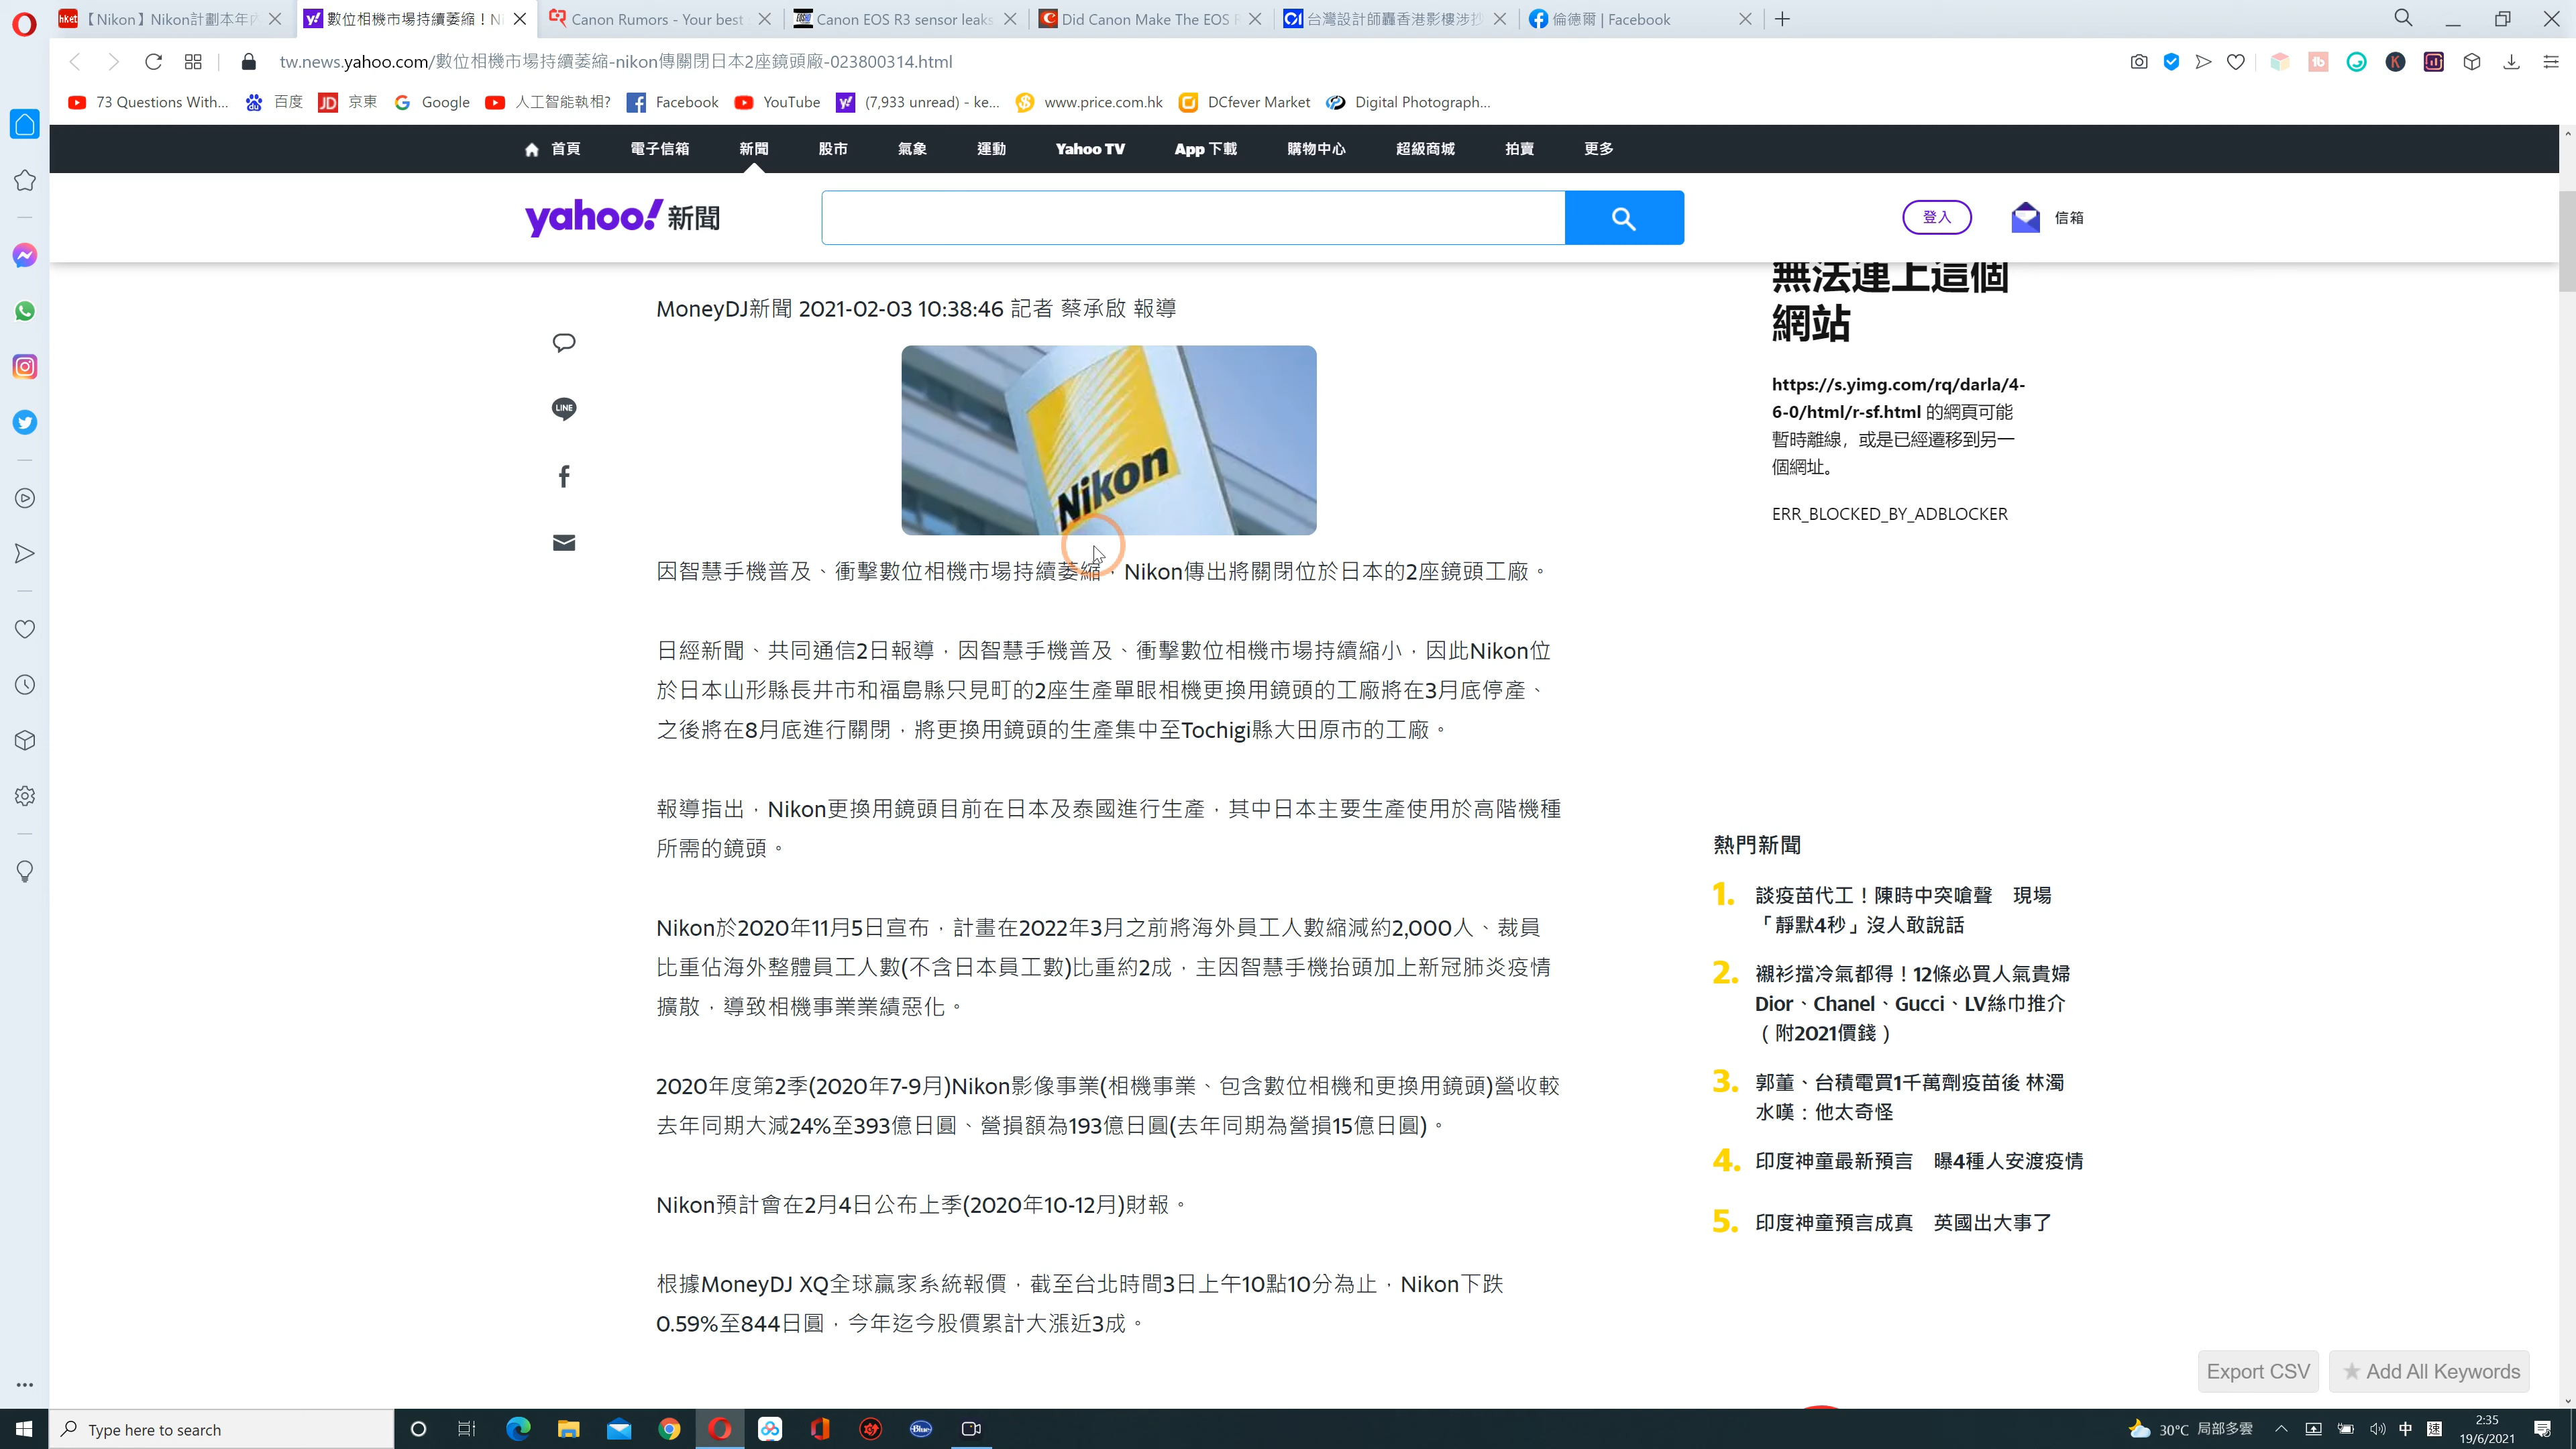 【Nikon】Nikon計劃本年
數位相機市場持續萎縮！Ni
Canon Rumors - Your best
Canon EOS R3 sensor leaks
Did Canon Make The EOS R
台灣設計師轟香港影樓涉抄
倫德爾 | Facebook
tw.news.yahoo.com/數位相機市場持續萎縮-nikon傳關閉日本2座鏡頭廠-023800314.html
73 Questions With...
百度
京東
Google
人工智能執相?
Facebook
YouTube
(7,933 unread) - ke...
www.price.com.hk
DCfever Market
Digital Photograph...
首頁
電子信箱
新聞
股市
氣象
運動
Yahoo TV
App 下載
購物中心
超級商城
拍賣
更多
yahoo! 新聞
登入
信箱
MoneyDJ新聞 2021-02-03 10:38:46 記者 蔡承啟 報導
LINE
Nikon
因智慧手機普及、衝擊數位相機市場持續萎縮，Nikon傳出將關閉位於日本的2座鏡頭工廠。
日經新聞、共同通信2日報導，因智慧手機普及、衝擊數位相機市場持續縮小，因此Nikon位
於日本山形縣長井市和福島縣只見町的2座生產單眼相機更換用鏡頭的工廠將在3月底停產、
之後將在8月底進行關閉，將更換用鏡頭的生產集中至Tochigi縣大田原市的工廠。
報導指出，Nikon更換用鏡頭目前在日本及泰國進行生產，其中日本主要生產使用於高階機種
所需的鏡頭。
Nikon於2020年11月5日宣布，計畫在2022年3月之前將海外員工人數縮減約2,000人、裁員
比重佔海外整體員工人數(不含日本員工數)比重約2成，主因智慧手機抬頭加上新冠肺炎疫情
擴散，導致相機事業業績惡化。
2020年度第2季(2020年7-9月)Nikon影像事業(相機事業、包含數位相機和更換用鏡頭)營收較
去年同期大減24%至393億日圓、營損額為193億日圓(去年同期為營損15億日圓)。
Nikon預計會在2月4日公布上季(2020年10-12月)財報。
根據MoneyDJ XQ全球贏家系統報價，截至台北時間3日上午10點10分為止，Nikon下跌
0.59%至844日圓，今年迄今股價累計大漲近3成。
無法連上這個
網站
https://s.yimg.com/rq/darla/4-
6-0/html/r-sf.html 的網頁可能
暫時離線，或是已經遷移到另一
個網址。
ERR_BLOCKED_BY_ADBLOCKER
熱門新聞
1. 談疫苗代工！陳時中突嗆聲　現場
「靜默4秒」沒人敢說話
2. 襯衫擋冷氣都得！12條必買人氣貴婦
Dior、Chanel、Gucci、LV絲巾推介
（附2021價錢）
3. 郭董、台積電買1千萬劑疫苗後 林濁
水嘆：他太奇怪
4. 印度神童最新預言　曝4種人安渡疫情
5. 印度神童預言成真　英國出大事了
Export CSV
Add All Keywords
Type here to search
30°C 局部多雲
中
速
2:35
19/6/2021